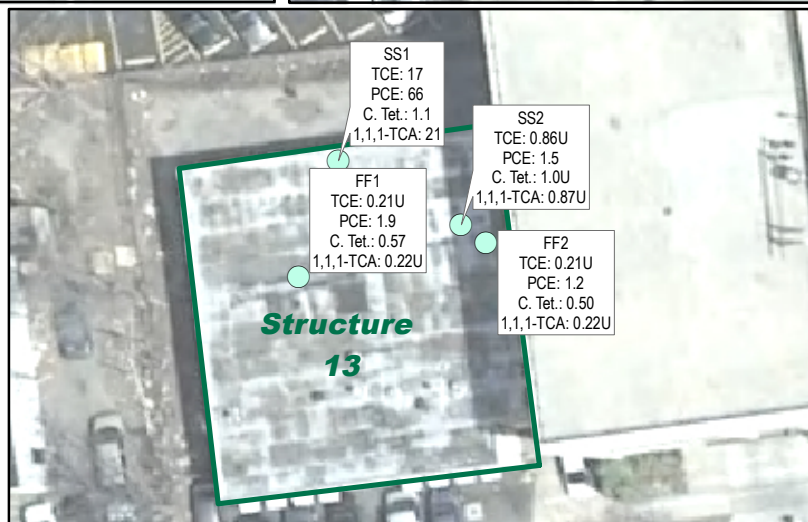 SS1
TCE: 17
PCE: 66
C. Tet.: 1.1
1,1,1-TCA: 21
SS2
TCE: 0.86U
PCE: 1.5
C. Tet.: 1.0U
1,1,1-TCA: 0.87U
FF1
TCE: 0.21U
PCE: 1.9
C. Tet.: 0.57
1,1,1-TCA: 0.22U
FF2
TCE: 0.21U
PCE: 1.2
C. Tet.: 0.50
1,1,1-TCA: 0.22U
Structure
13